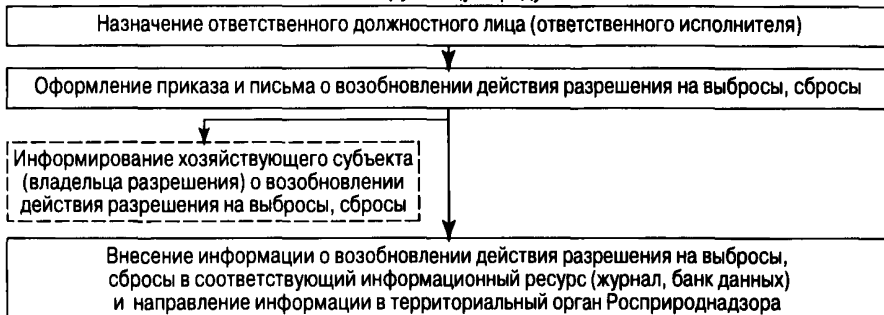 Назначение ответственного должностного лица (ответственного исполнителя)
Оформление приказа и письма о возобновлении действия разрешения на выбросы, сбросы
Информирование хозяйствующего субъекта
(владельца разрешения) о возобновлении
действия разрешения на выбросы, сбросы
Внесение информации о возобновлении действия разрешения на выбросы,
сбросы в соответствующий информационный ресурс (журнал, банк данных)
и направление информации в территориальный орган Росприроднадзора